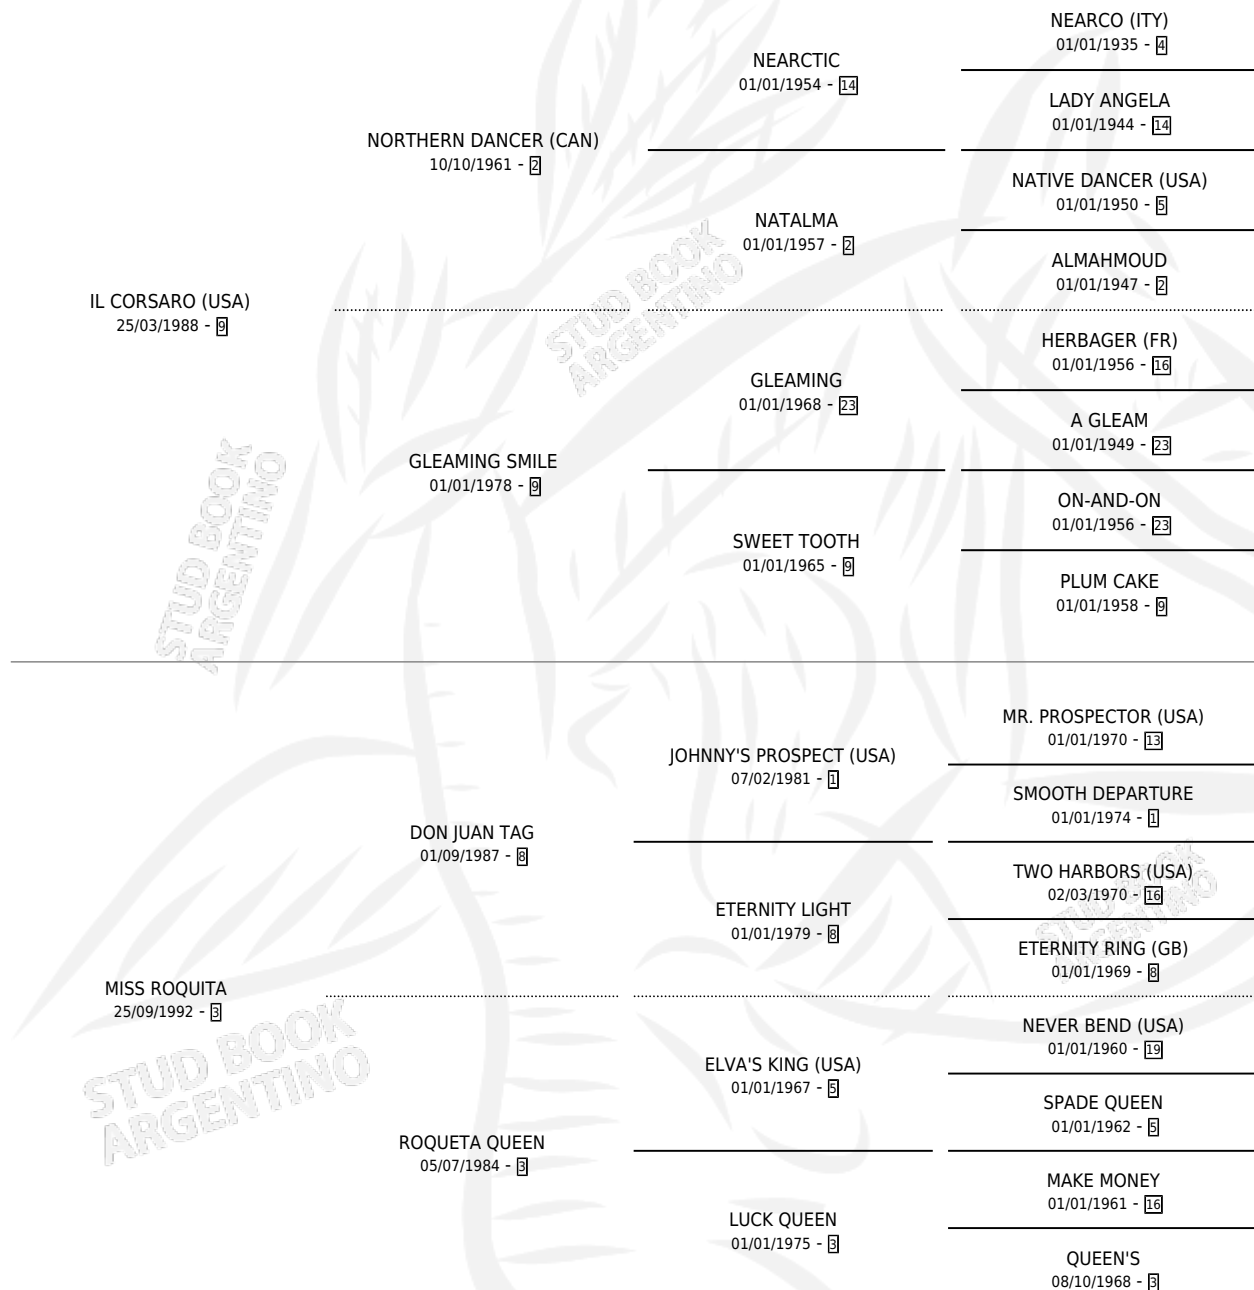 NEARCO (ITY)
01/01/1935 - 4
NEARCTIC
01/01/1954 - 14
LADY ANGELA
01/01/1944 - 14
NORTHERN DANCER (CAN)
10/10/1961 - 2
NATIVE DANCER (USA)
01/01/1950 - 5
NATALMA
01/01/1957 - 2
ALMAHMOUD
01/01/1947 - 2
IL CORSARO (USA)
25/03/1988 - 9
STUD BOOK
ARGENTINO
HERBAGER (FR)
01/01/1956 - 16
GLEAMING
01/01/1968 - 23
A GLEAM
01/01/1949 - 23
GLEAMING SMILE
01/01/1978 - 9
ON-AND-ON
01/01/1956 - 23
SWEET TOOTH
01/01/1965 - 9
PLUM CAKE
01/01/1958 - 9
STUD BOOK
ARGENTINO
MR. PROSPECTOR (USA)
01/01/1970 - 13
JOHNNY'S PROSPECT (USA)
07/02/1981 - 1
SMOOTH DEPARTURE
01/01/1974 - 1
DON JUAN TAG
01/09/1987 - 8
TWO HARBORS (USA)
02/03/1970 - 16
STUD BOOK
ARGENTINO
ETERNITY LIGHT
01/01/1979 - 8
ETERNITY RING (GB)
01/01/1969 - 8
MISS ROQUITA
25/09/1992 - 3
STUD BOOK
ARGENTINO
NEVER BEND (USA)
01/01/1960 - 19
ELVA'S KING (USA)
01/01/1967 - 5
SPADE QUEEN
01/01/1962 - 5
ROQUETA QUEEN
05/07/1984 - 3
MAKE MONEY
01/01/1961 - 16
LUCK QUEEN
01/01/1975 - 3
QUEEN'S
08/10/1968 - 3